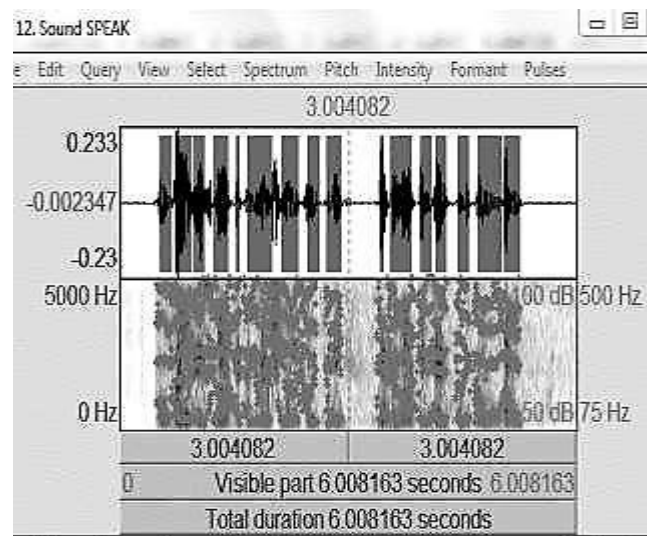 12. Sound SPEAK
e Edit Query View Select Spectrum Pitch Intensity Formant Pulses
3.004082
0.233
-0.002347
-0.23
5000 Hz 100 dB 500 Hz
0 Hz 50 dB 75 Hz
3.004082 3.004082
0 Visible part 6.008163 seconds 6.008163
Total duration 6.008163 seconds